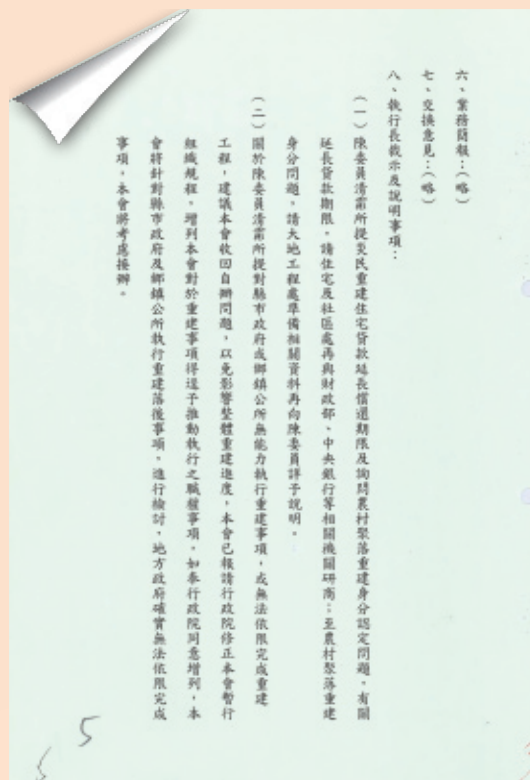 六、業務簡報：（略）
七、交換意見：（略）
八、執行長裁示及說明事項：
（一）陳委員清霜所提災民重建住宅貸款延長償還期限及詢問農村聚落重建身分認定問題。有關
延長貸款期限，請住宅及社區處再與財政部、中央銀行等相關機關研商；至農村聚落重建
身分問題，請大地工程處準備相關資料再向陳委員詳予說明。
（二）關於陳委員清霜所提對縣市政府或鄉鎮公所無能力執行重建事項，或無法依限完成重建
工程，建議本會收回自辦問題，以免影響整體重建進度，本會已報請行政院修正本會暫行
組織規程，增列本會對於重建事項得逕予推動執行之職權事項。如奉行政院同意增列，本
會將針對縣市政府及鄉鎮公所執行重建落後事項，進行檢討，地方政府確實無法依限完成
事項，本會將考慮接辦。
5